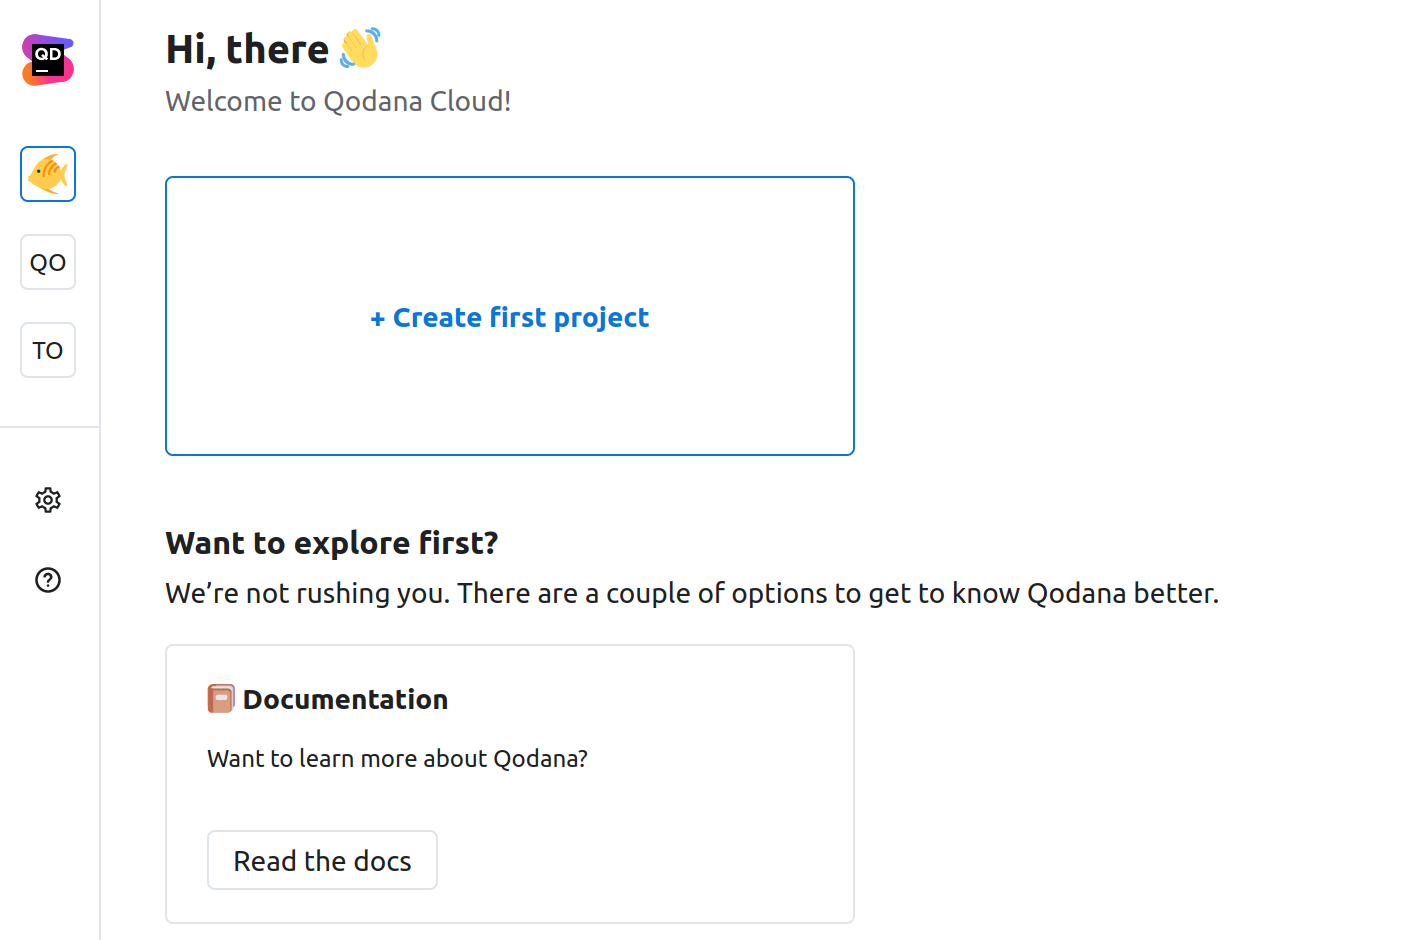 QD
Hi, there
Welcome to Qodana Cloud!
QO
TO
+ Create first project
Want to explore first?
We’re not rushing you. There are a couple of options to get to know Qodana better.
Documentation
Want to learn more about Qodana?
Read the docs